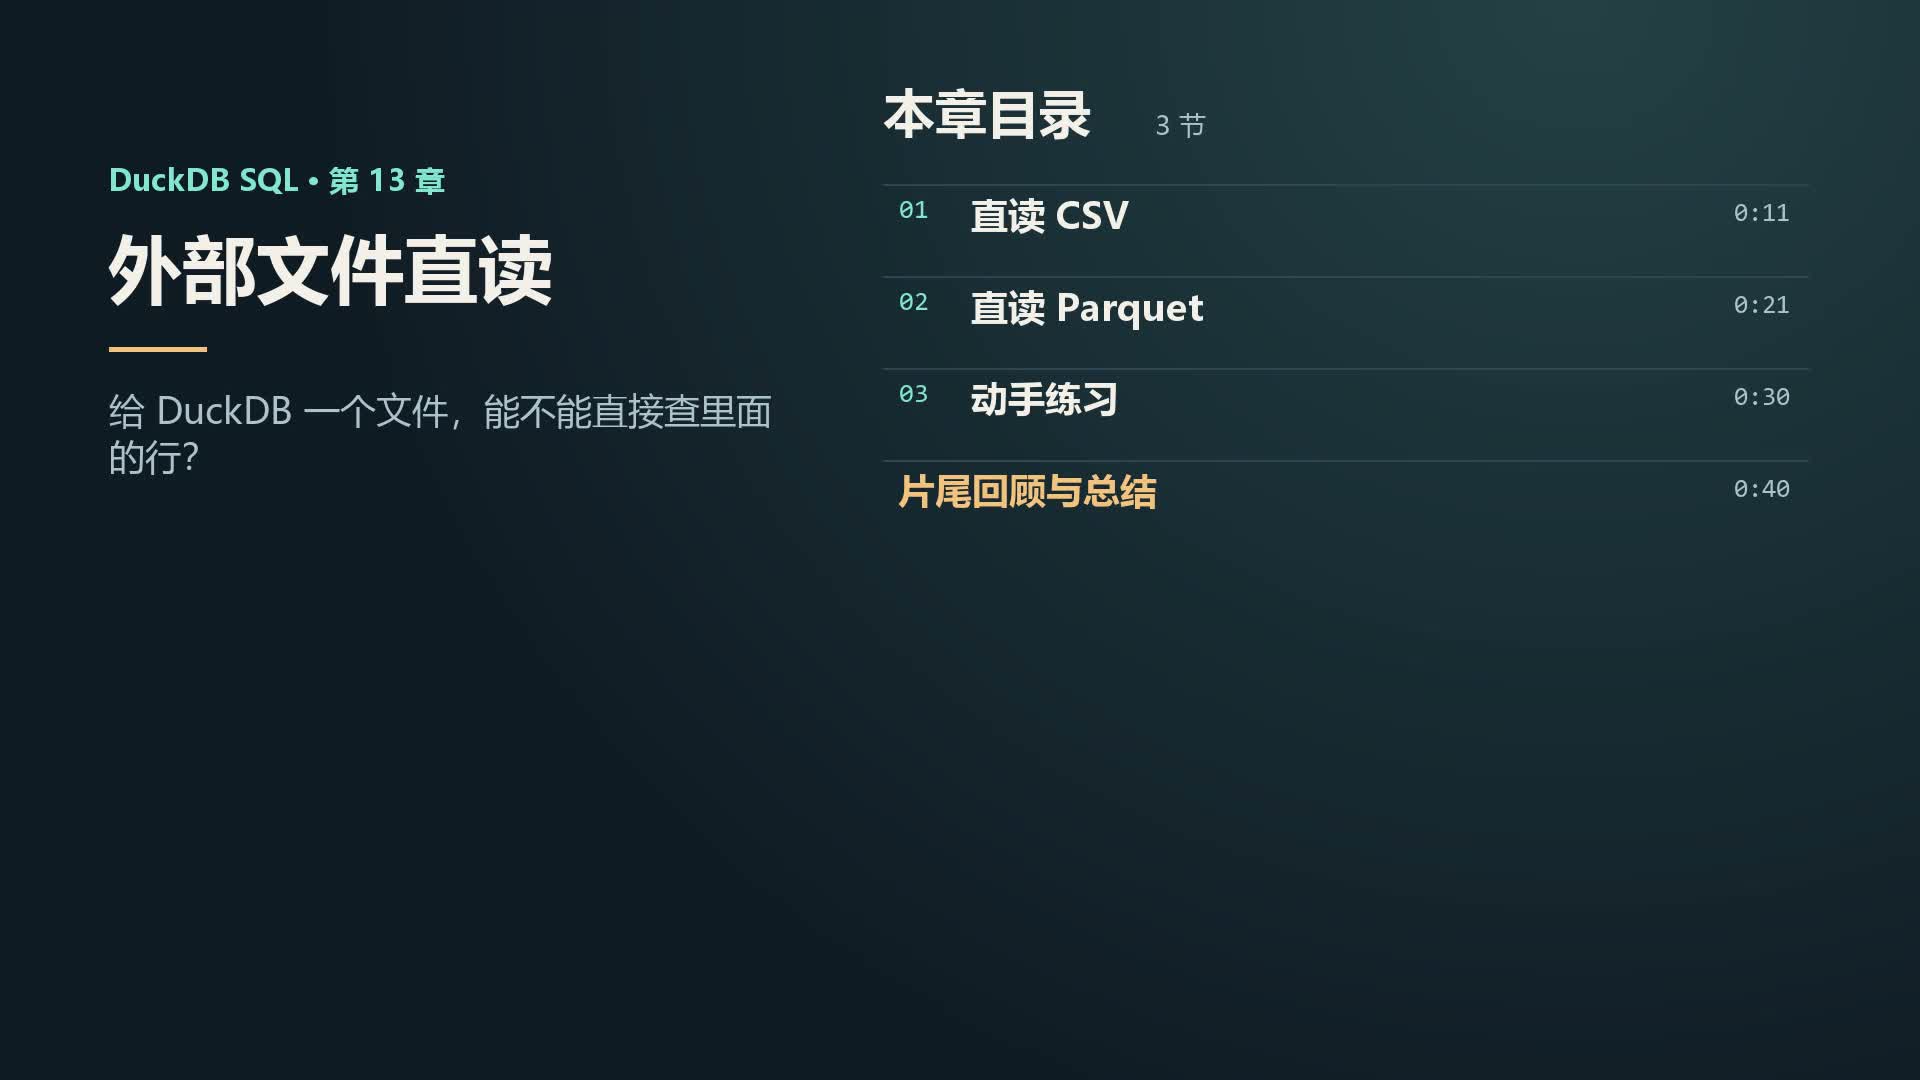 DuckDB SQL • 第 13 章
外部文件直读
给 DuckDB 一个文件，能不能直接查里面
的行？
本章目录 3 节
01 直读 CSV 0:11
02 直读 Parquet 0:21
03 动手练习 0:30
片尾回顾与总结 0:40